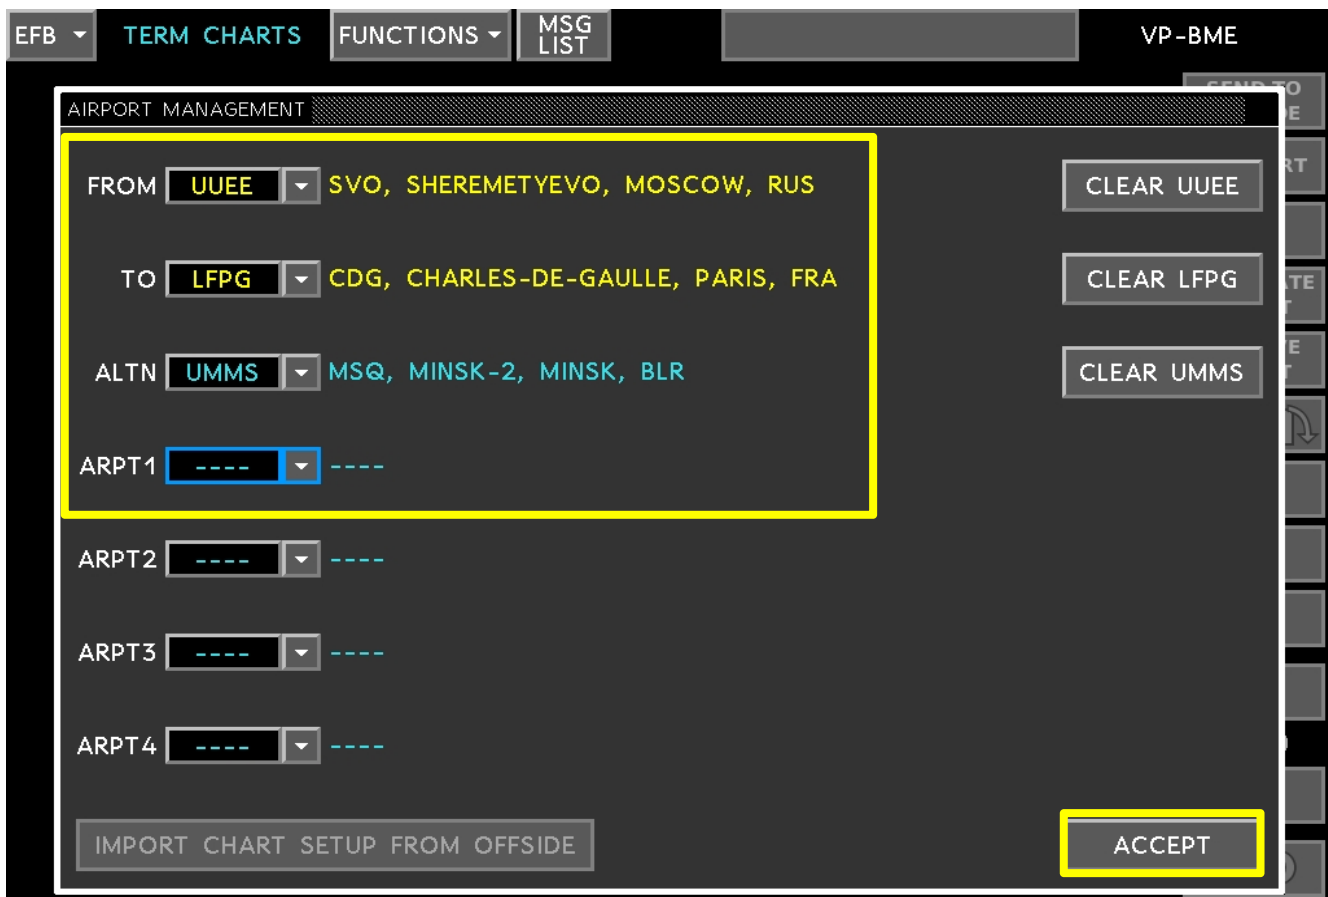 EFB TERM CHARTS FUNCTIONS MSG LIST VP-BME
AIRPORT MANAGEMENT
FROM UUEE SVO, SHEREMETYEVO, MOSCOW, RUS CLEAR UUEE
TO LFPG CDG, CHARLES-DE-GAULLE, PARIS, FRA CLEAR LFPG
ALTN UMMS MSQ, MINSK-2, MINSK, BLR CLEAR UMMS
ARPT1 ---- ----
ARPT2 ---- ----
ARPT3 ---- ----
ARPT4 ---- ----
IMPORT CHART SETUP FROM OFFSIDE ACCEPT